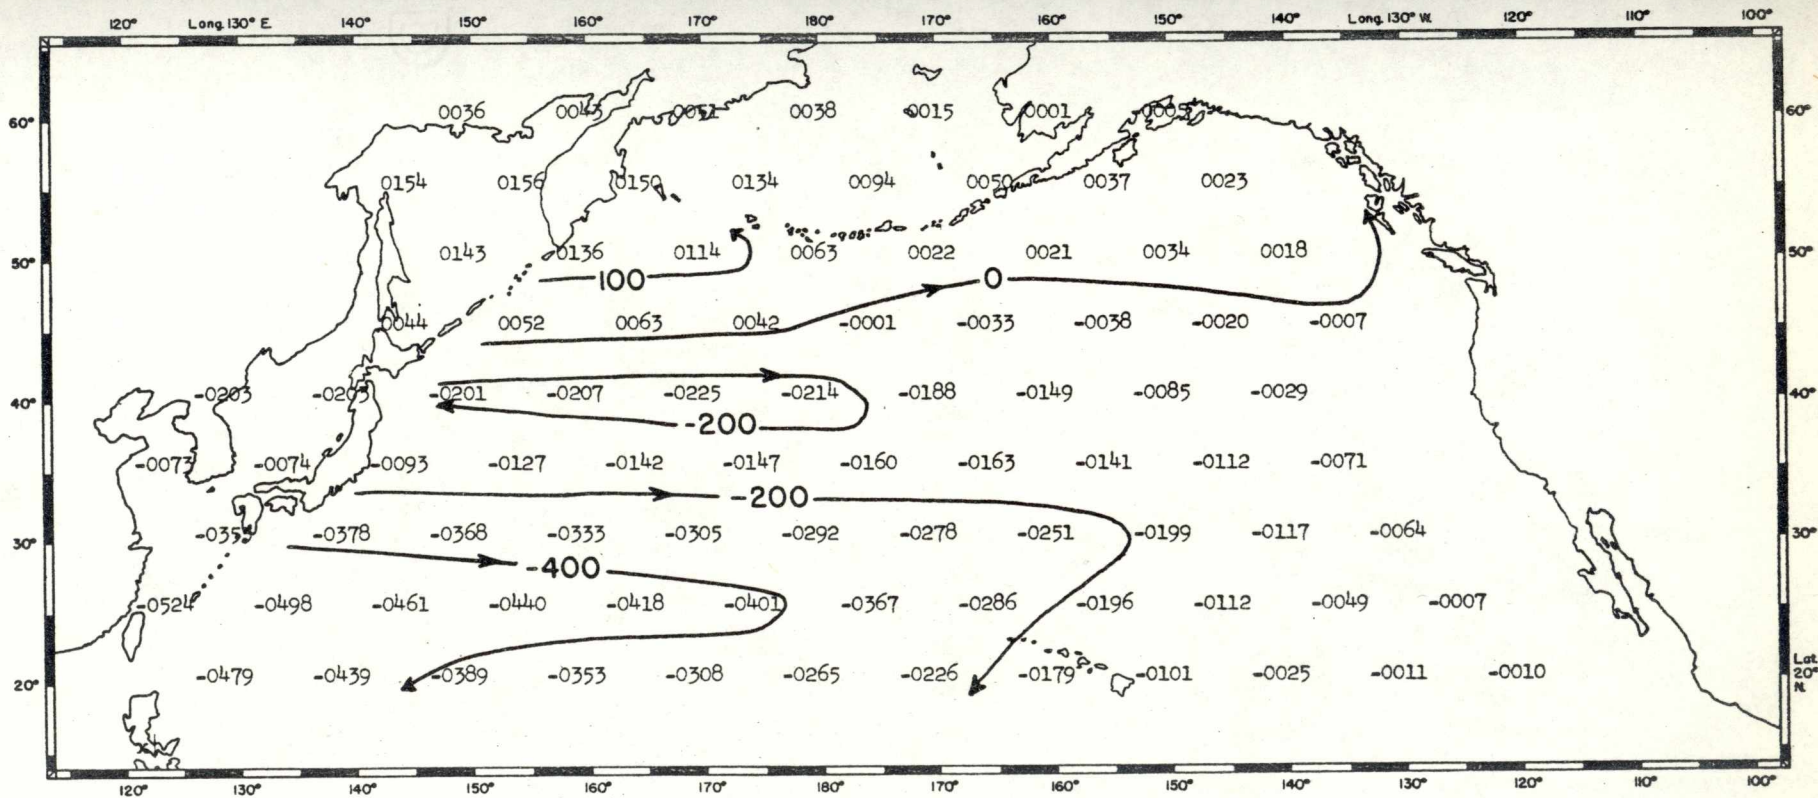 120° Long. 130° E. 140° 150° 160° 170° 180° 170° 160° 150° 140° Long. 130° W. 120° 110° 100°
60° 0036 0043 0051 0038 0015 0001 0005 60°
0154 0156 0150 0134 0094 0050 0037 0023
50° 0143 0136 0114 0063 0022 0021 0034 0018 50°
100 0
0044 0052 0063 0042 -0001 -0033 -0038 -0020 -0007
40° -0203 -0203 -0201 -0207 -0225 -0214 -0188 -0149 -0085 -0029 40°
-200
-0073 -0074 -0093 -0127 -0142 -0147 -0160 -0163 -0141 -0112 -0071
-200
30° -0378 -0368 -0333 -0305 -0292 -0278 -0251 -0199 -0117 -0064 30°
-400
-0524 -0498 -0461 -0440 -0418 -0401 -0367 -0286 -0196 -0112 -0049 -0007
20° -0479 -0439 -0389 -0353 -0308 -0265 -0226 -0179 -0101 -0025 -0011 -0010 Lat. 20° N.
120° 130° 140° 150° 160° 170° 180° 170° 160° 150° 140° 130° 120° 110° 100°